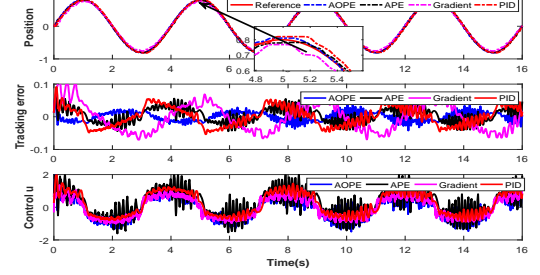 Reference AOPE APE Gradient PID
Position
0
-1
0.8
0.6
4.8 5 5.2 5.4
0 2 4 6 8 10 12 14 16
AOPE APE Gradient PID
Tracking error
0.1
0
-0.1
0 2 4 6 8 10 12 14 16
AOPE APE Gradient PID
Control u
2
0
-2
0 2 4 6 8 10 12 14 16
Time(s)